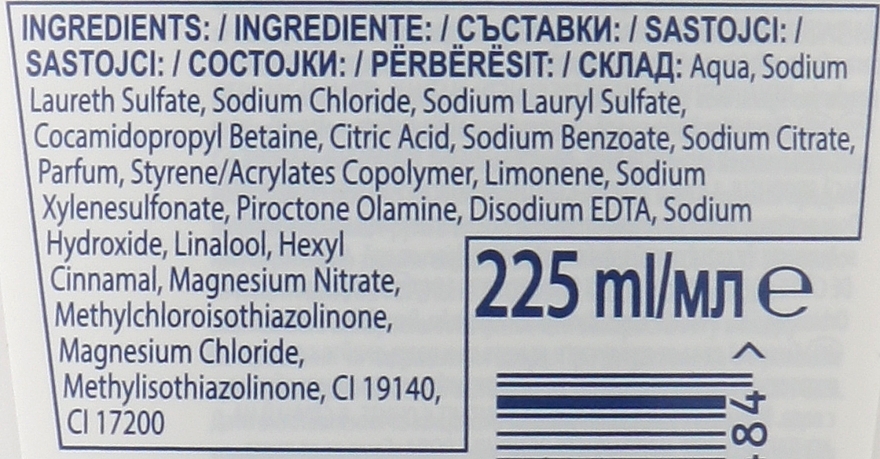 INGREDIENTS: / INGREDIENTE: / СЪСТАВКИ: / SASTOJCI: /
SASTOJCI: / СОСТОЈКИ: / PËRBËRËSIT: / СКЛАД: Aqua, Sodium
Laureth Sulfate, Sodium Chloride, Sodium Lauryl Sulfate,
Cocamidopropyl Betaine, Citric Acid, Sodium Benzoate, Sodium Citrate,
Parfum, Styrene/Acrylates Copolymer, Limonene, Sodium
Xylenesulfonate, Piroctone Olamine, Disodium EDTA, Sodium
Hydroxide, Linalool, Hexyl
Cinnamal, Magnesium Nitrate,
Methylchloroisothiazolinone,
Magnesium Chloride,
Methylisothiazolinone, CI 19140,
CI 17200
225 ml/мл ℮
84